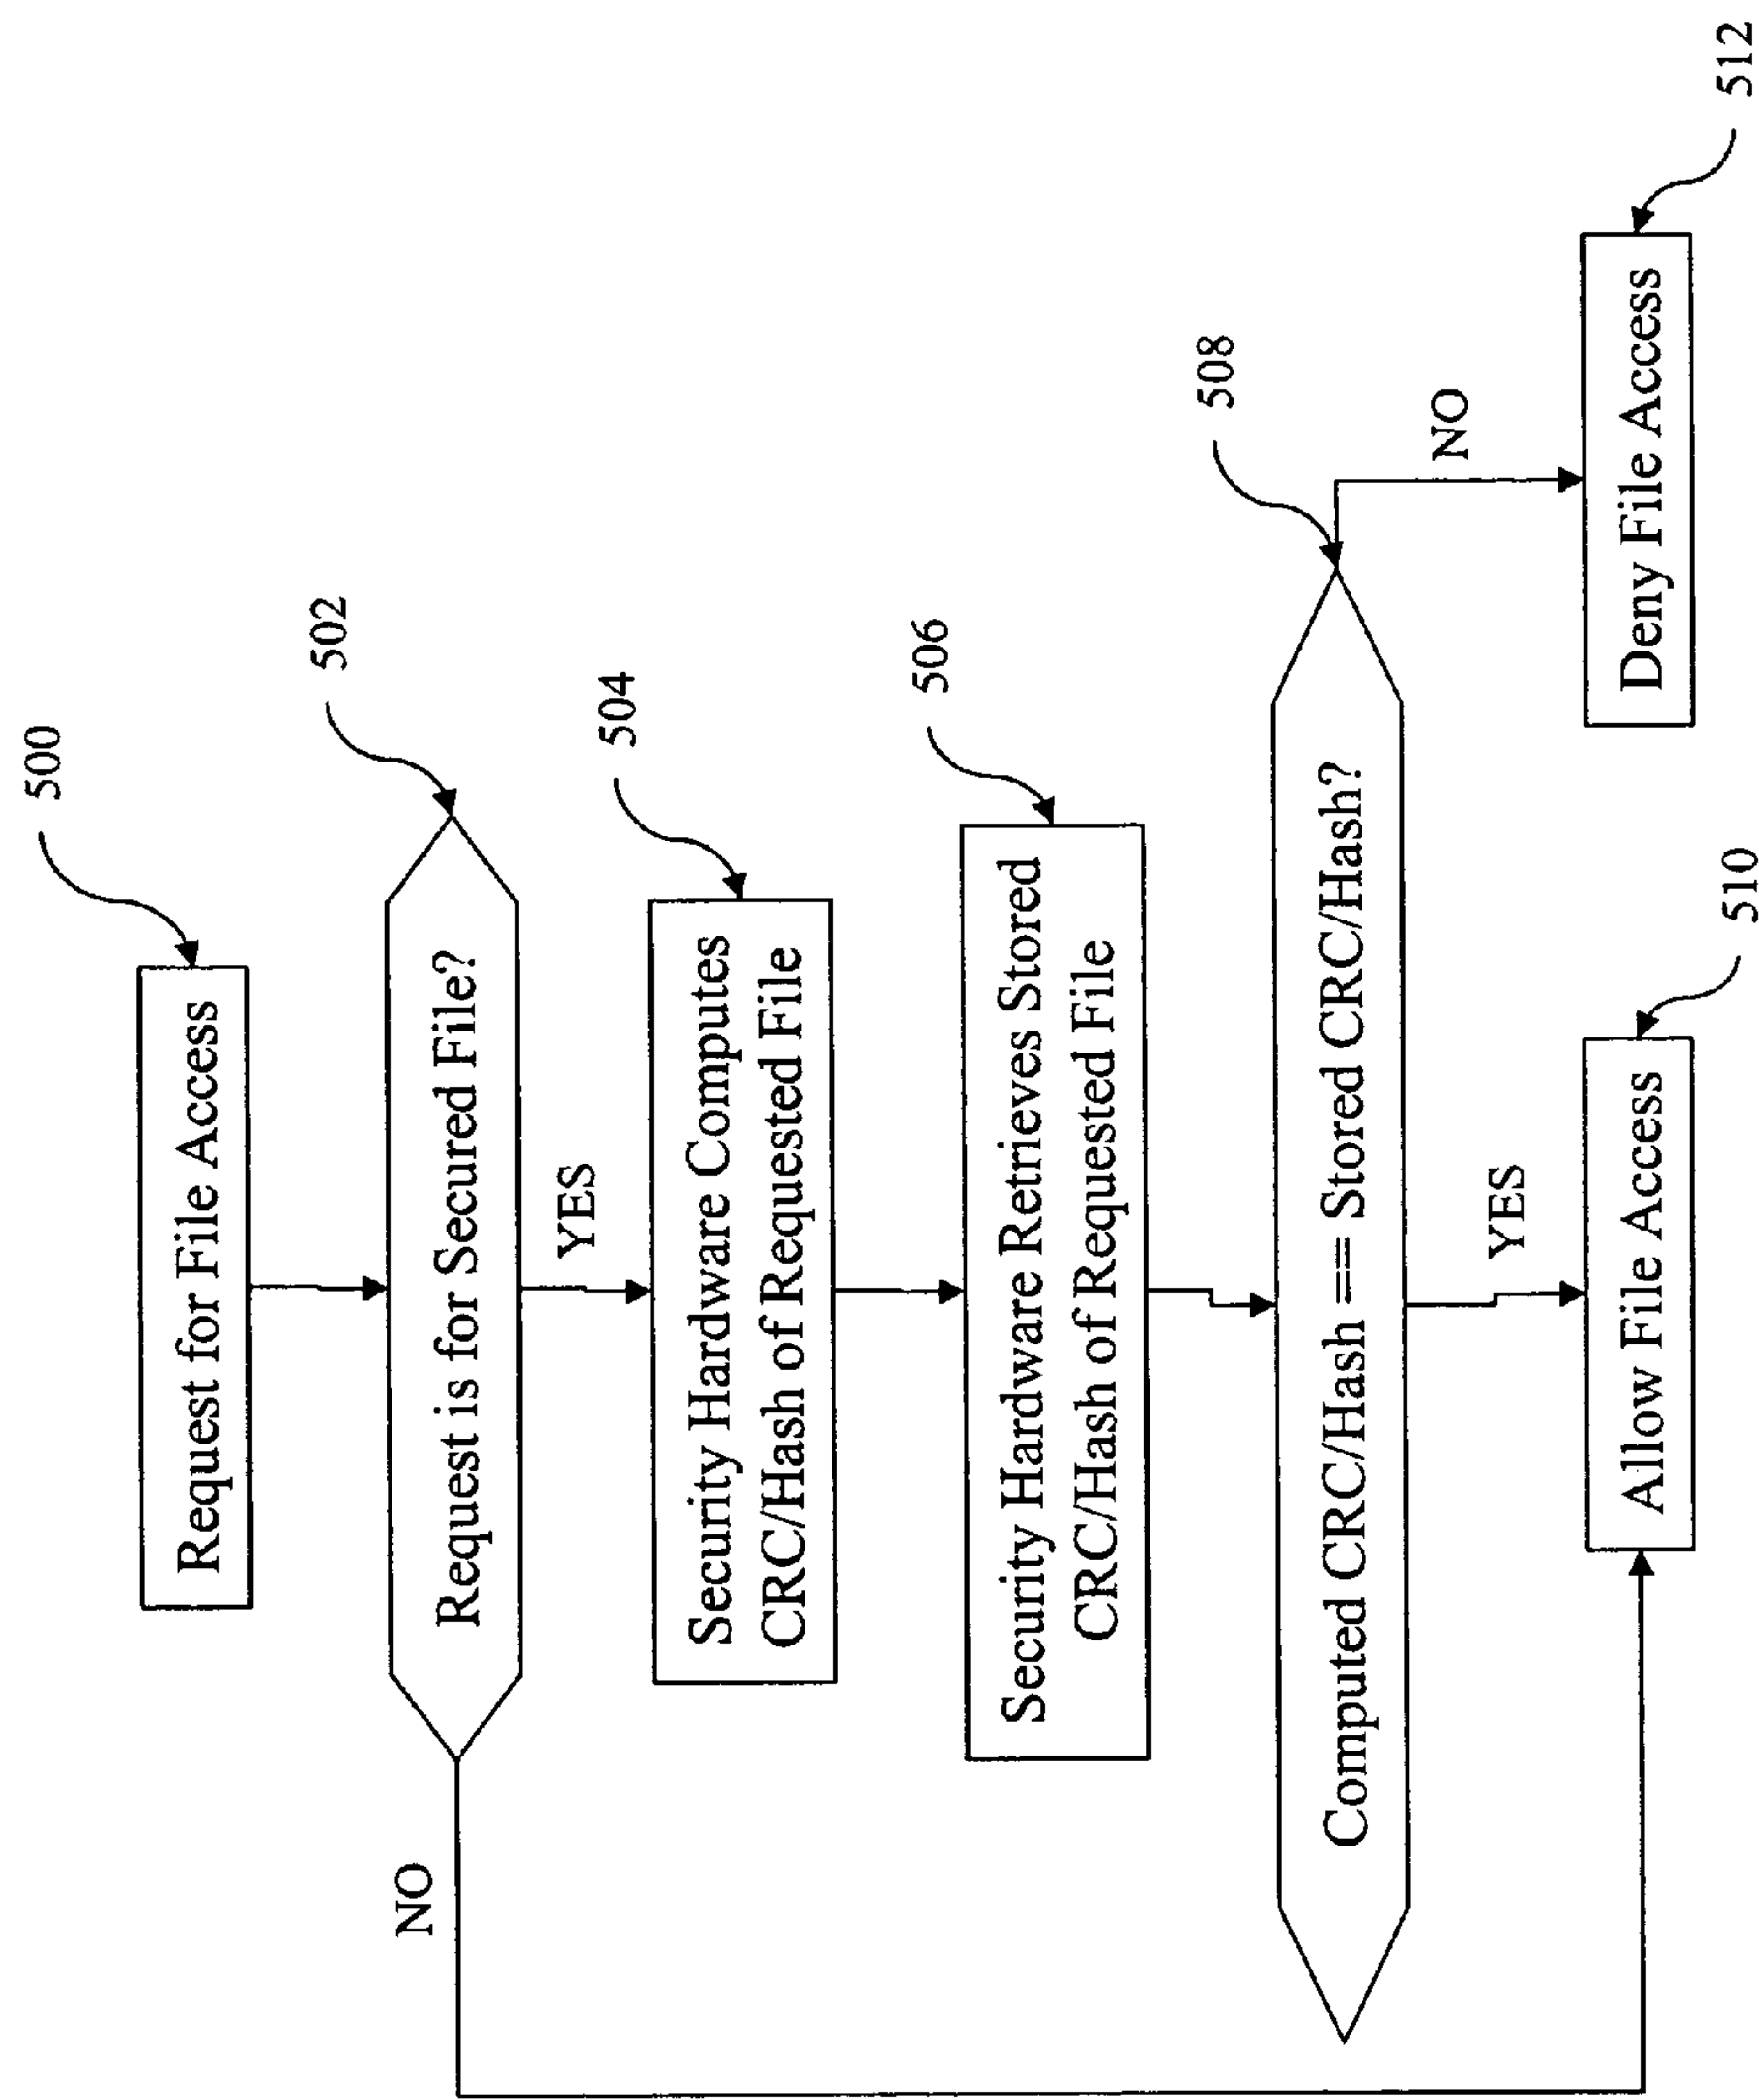 500
Request for File Access
502
Request is for Secured File?
NO
YES
504
Security Hardware Computes
CRC/Hash of Requested File
506
Security Hardware Retrieves Stored
CRC/Hash of Requested File
508
Computed CRC/Hash == Stored CRC/Hash?
NO
YES
510
Allow File Access
512
Deny File Access